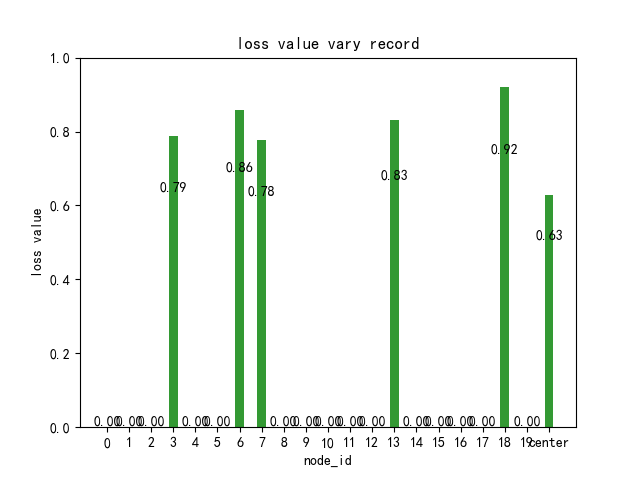 loss value vary record
1.0
0.8
0.6
0.4
0.2
0.0
loss value
0.00 0.00 0.00 0.79 0.00 0.00 0.86 0.78 0.00 0.00 0.00 0.00 0.00 0.83 0.00 0.00 0.00 0.00 0.92 0.00 0.63
0 1 2 3 4 5 6 7 8 9 10 11 12 13 14 15 16 17 18 19 center
node_id